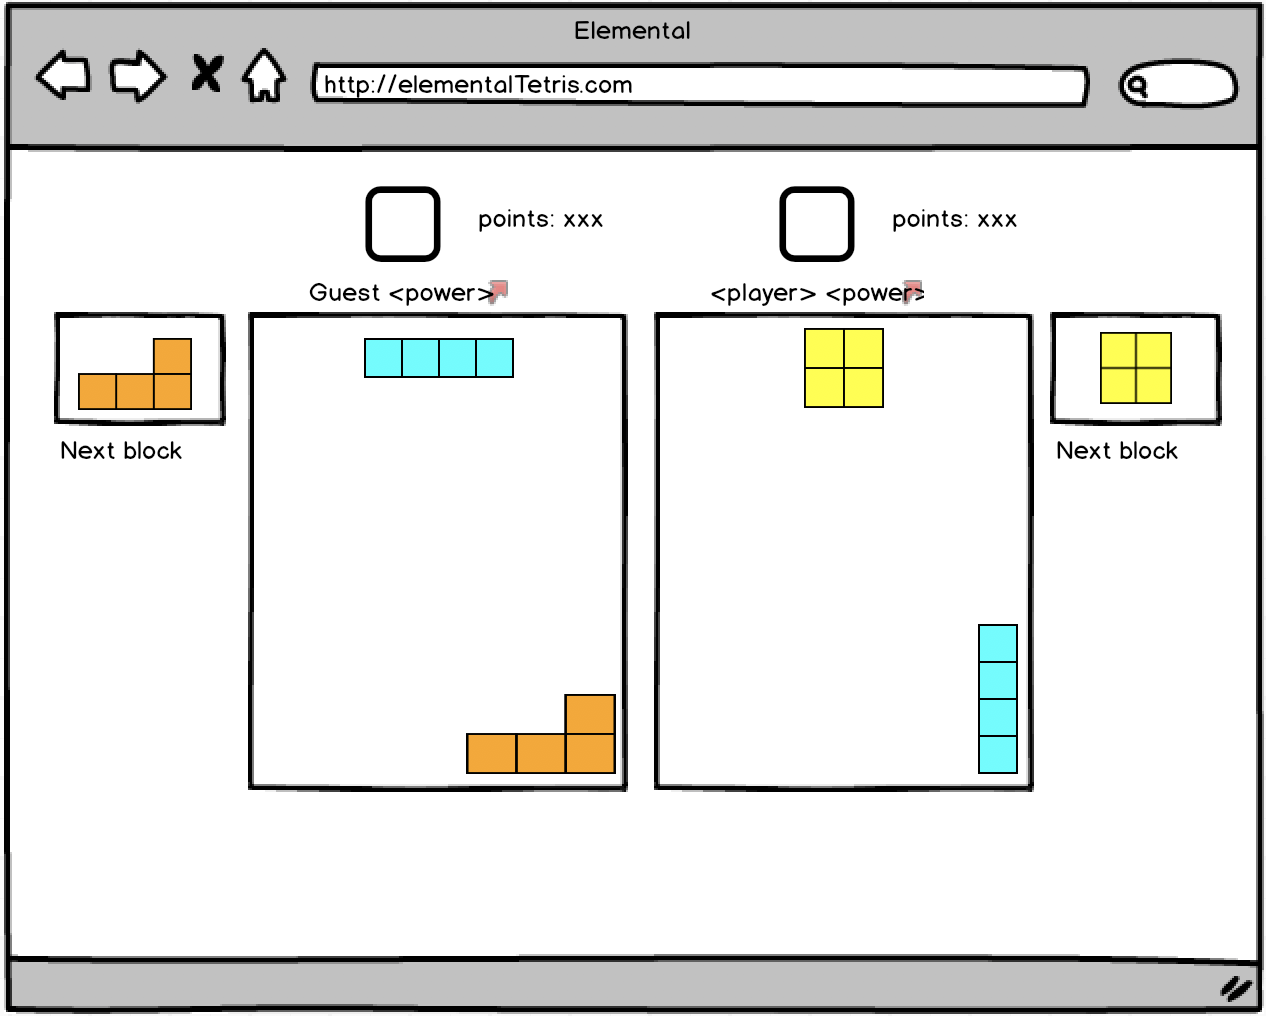 Elemental
http://elementalTetris.com
points: xxx
points: xxx
Guest <power>
<player> <power>
Next block
Next block